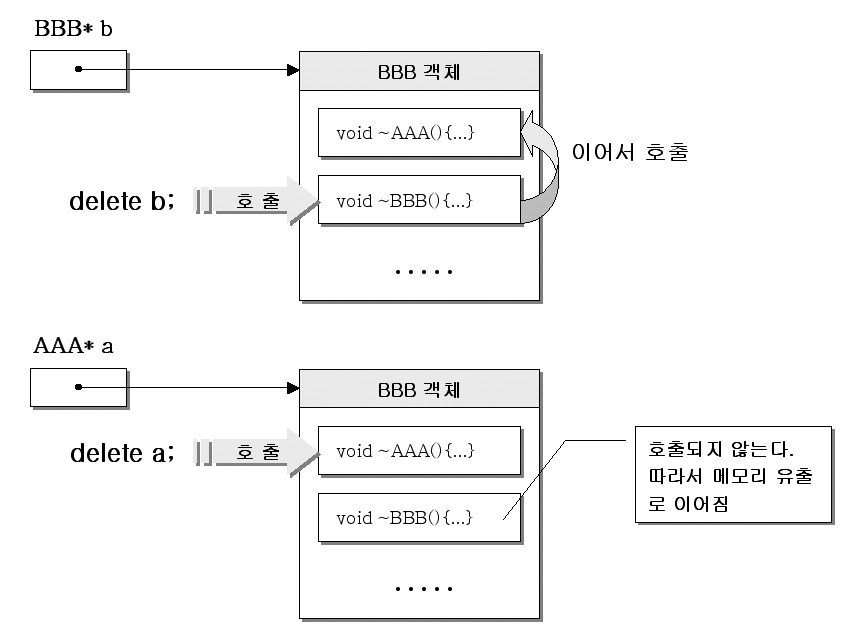 BBB* b
BBB 객체
void ~AAA(){...}
이어서 호출
delete b;
호 출
void ~BBB(){...}
.....
AAA* a
BBB 객체
delete a;
호 출
void ~AAA(){...}
호출되지 않는다.
따라서 메모리 유출
로 이어짐
void ~BBB(){...}
.....